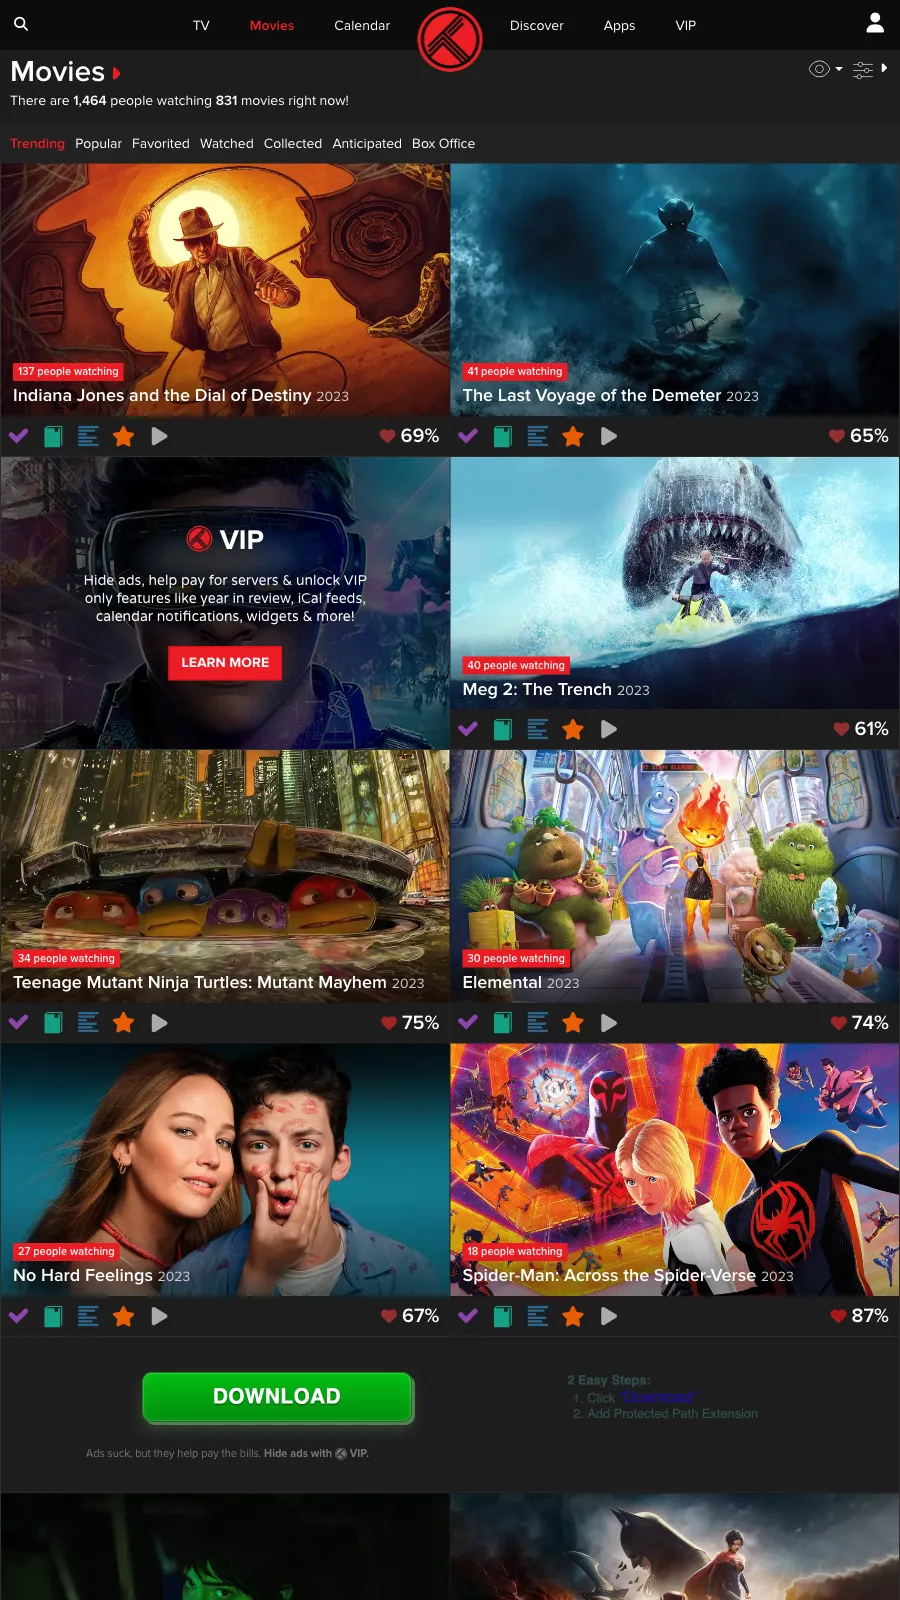 TV Movies Calendar Discover Apps VIP
Movies
There are 1,464 people watching 831 movies right now!
Trending Popular Favorited Watched Collected Anticipated Box Office
137 people watching
Indiana Jones and the Dial of Destiny 2023
69%
41 people watching
The Last Voyage of the Demeter 2023
65%
VIP
Hide ads, help pay for servers & unlock VIP
only features like year in review, iCal feeds,
calendar notifications, widgets & more!
LEARN MORE
40 people watching
Meg 2: The Trench 2023
61%
34 people watching
Teenage Mutant Ninja Turtles: Mutant Mayhem 2023
75%
30 people watching
Elemental 2023
74%
27 people watching
No Hard Feelings 2023
67%
18 people watching
Spider-Man: Across the Spider-Verse 2023
87%
DOWNLOAD
2 Easy Steps:
1. Click "Download"
2. Add Protected Path Extension
Ads suck, but they help pay the bills. Hide ads with VIP.